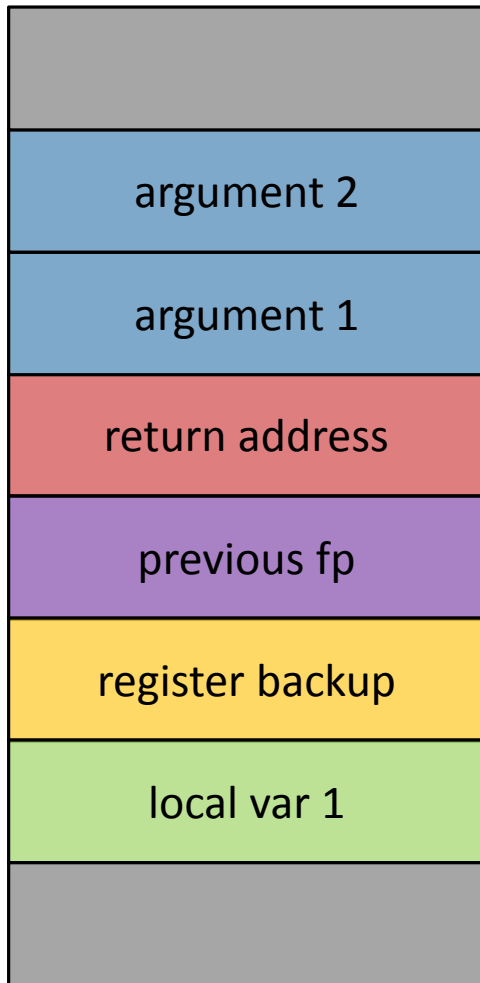 argument 2
argument 1
return address
previous fp
register backup
local var 1